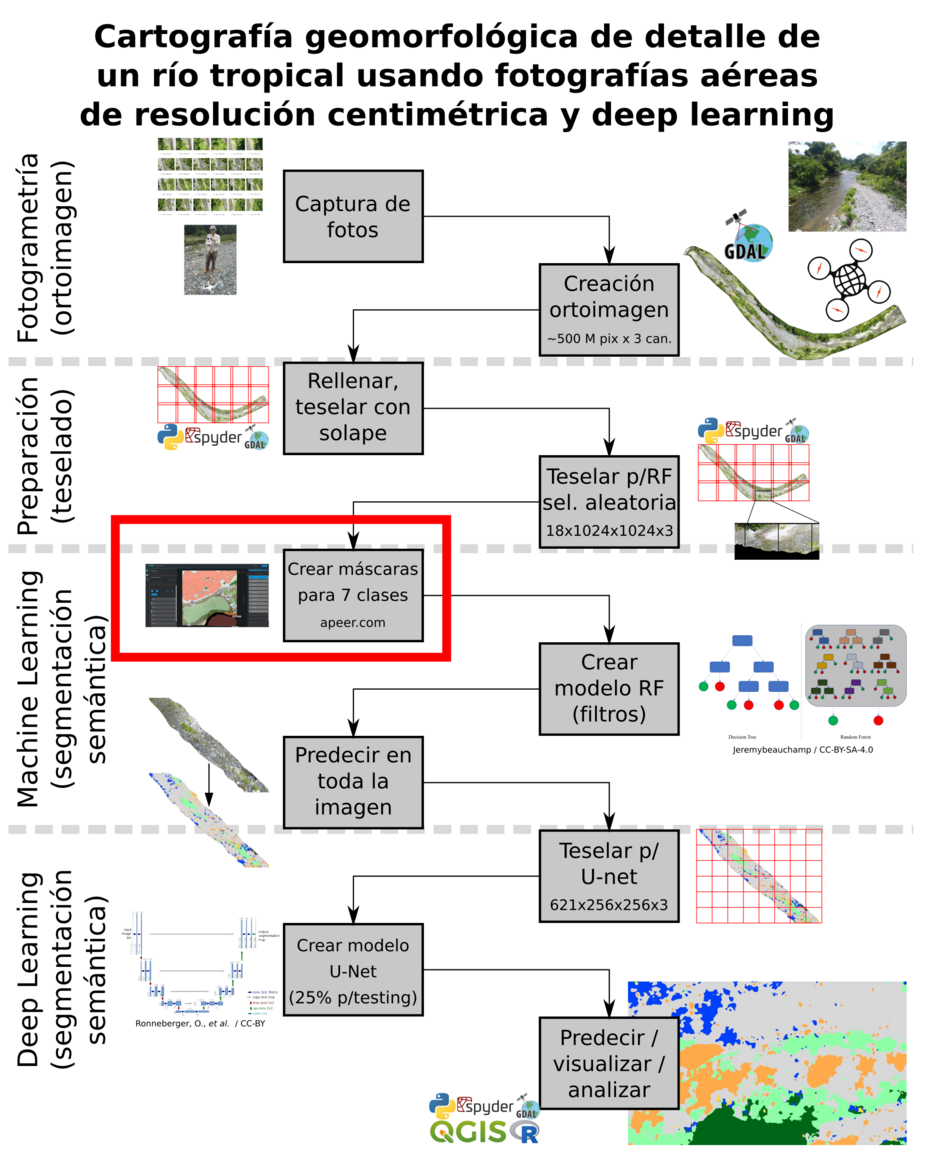 Cartografía geomorfológica de detalle de
un río tropical usando fotografías aéreas
de resolución centimétrica y deep learning
Fotogrametría
(ortoimagen)
Captura de
fotos
GDAL
Creación
ortoimagen
~500 M pix x 3 can.
Preparación
(teselado)
Rellenar,
teselar con
solape
spyder
GDAL
Teselar p/RF
sel. aleatoria
18x1024x1024x3
spyder
GDAL
Machine Learning
(segmentación
semántica)
Crear máscaras
para 7 clases
apeer.com
Crear
modelo RF
(filtros)
Decision Tree
Random Forest
Jeremybeauchamp / CC-BY-SA-4.0
Predecir en
toda la
imagen
Deep Learning
(segmentación
semántica)
Teselar p/
U-net
621x256x256x3
Crear modelo
U-Net
(25% p/testing)
Ronneberger, O., et al. / CC-BY
Predecir /
visualizar /
analizar
spyder
GDAL
QGIS R